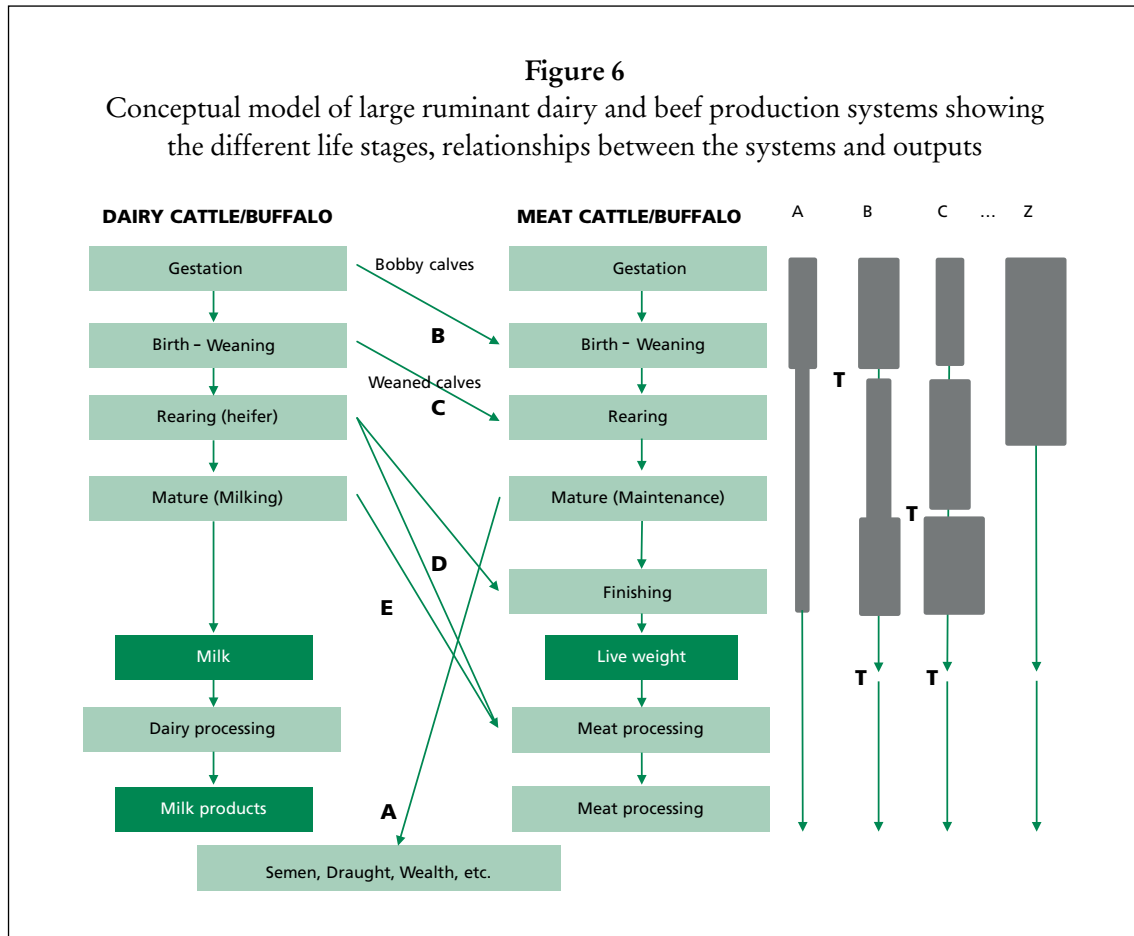 Figure 6
Conceptual model of large ruminant dairy and beef production systems showing
the different life stages, relationships between the systems and outputs
DAIRY CATTLE/BUFFALO
Gestation
Birth – Weaning
Rearing (heifer)
Mature (Milking)
Milk
Dairy processing
Milk products
Bobby calves
B
Weaned calves
C
D
E
A
Semen, Draught, Wealth, etc.
MEAT CATTLE/BUFFALO
Gestation
Birth – Weaning
Rearing
Mature (Maintenance)
Finishing
Live weight
Meat processing
Meat processing
A B C ... Z
T
T
T T